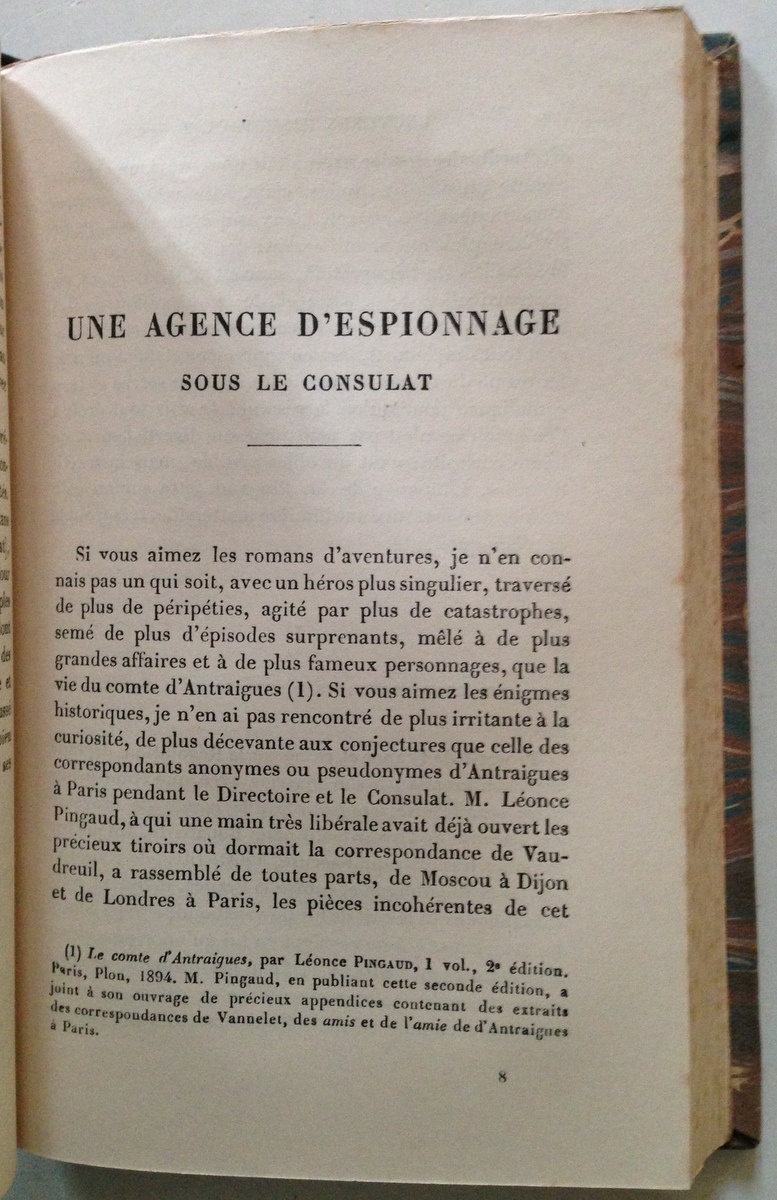 UNE AGENCE D'ESPIONNAGE
SOUS LE CONSULAT
Si vous aimez les romans d'aventures, je n'en con-
nais pas un qui soit, avec un héros plus singulier, traversé
de plus de péripéties, agité par plus de catastrophes,
semé de plus d'épisodes surprenants, mêlé à de plus
grandes affaires et à de plus fameux personnages, que la
vie du comte d'Antraigues (1). Si vous aimez les énigmes
historiques, je n'en ai pas rencontré de plus irritante à la
curiosité, de plus décevante aux conjectures que celle des
correspondants anonymes ou pseudonymes d'Antraigues
à Paris pendant le Directoire et le Consulat. M. Léonce
Pingaud, à qui une main très libérale avait déjà ouvert les
précieux tiroirs où dormait la correspondance de Vau-
dreuil, a rassemblé de toutes parts, de Moscou à Dijon
et de Londres à Paris, les pièces incohérentes de cet
(1) Le comte d'Antraigues, par Léonce PINGAUD, 1 vol., 2e édition.
Paris, Plon, 1894. M. Pingaud, en publiant cette seconde édition, a
joint à son ouvrage de précieux appendices contenant des extraits
des correspondances de Vannelet, des amis et de l'amie de d'Antraigues
à Paris.
8